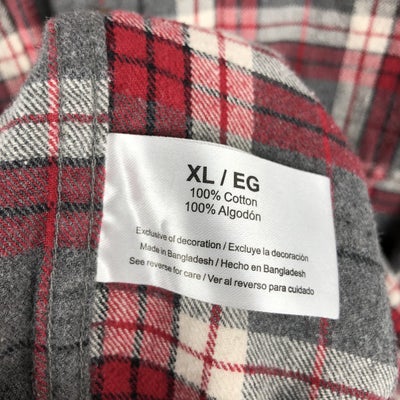 XL / EG
100% Cotton
100% Algodón
Exclusive of decoration / Excluye la decoración
Made in Bangladesh / Hecho en Bangladesh
See reverse for care / Ver al reverso para cuidado